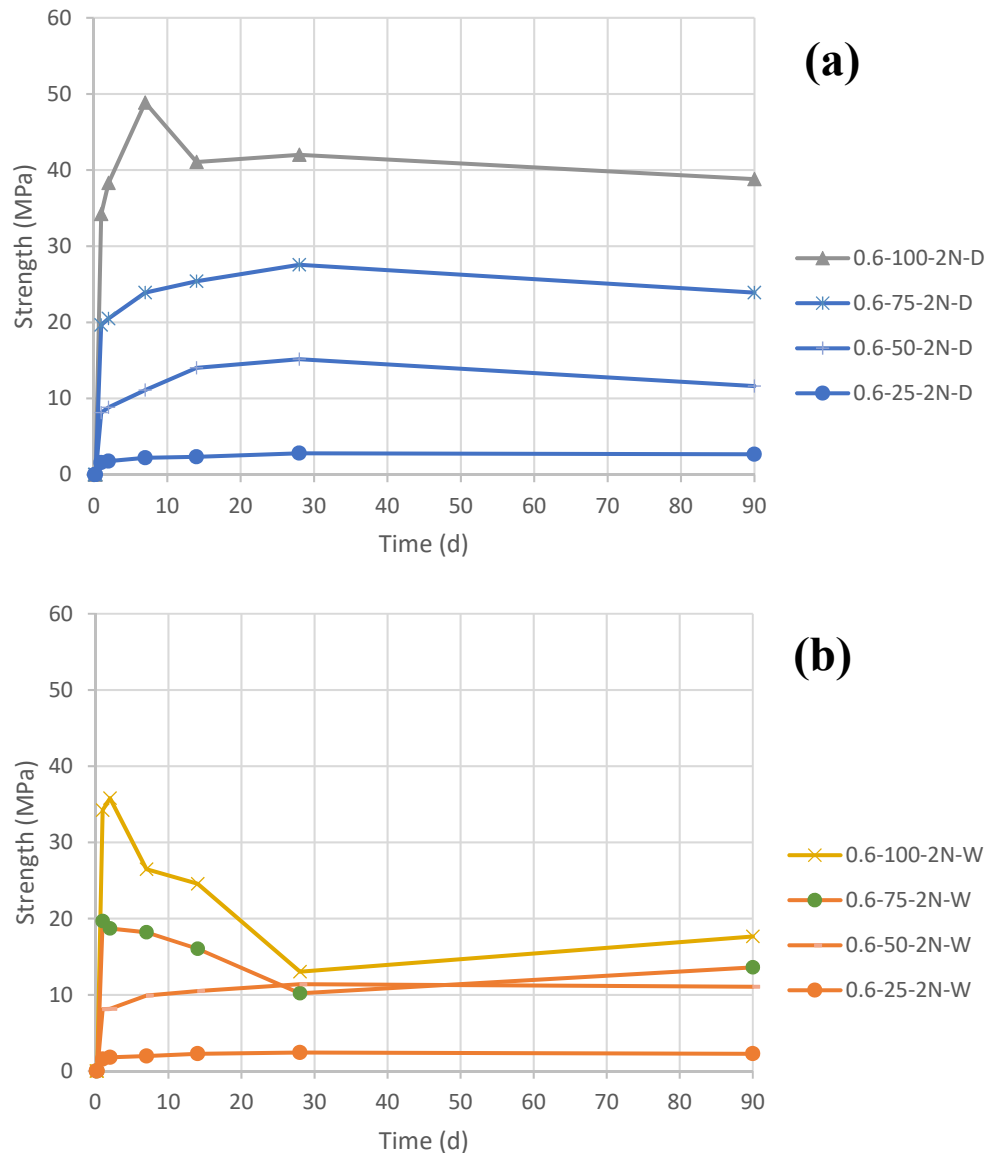 (a)
60
50
40
30
20
10
0
Strength (MPa)
0 10 20 30 40 50 60 70 80 90
Time (d)
0.6-100-2N-D
0.6-75-2N-D
0.6-50-2N-D
0.6-25-2N-D
(b)
60
50
40
30
20
10
0
Strength (MPa)
0 10 20 30 40 50 60 70 80 90
Time (d)
0.6-100-2N-W
0.6-75-2N-W
0.6-50-2N-W
0.6-25-2N-W